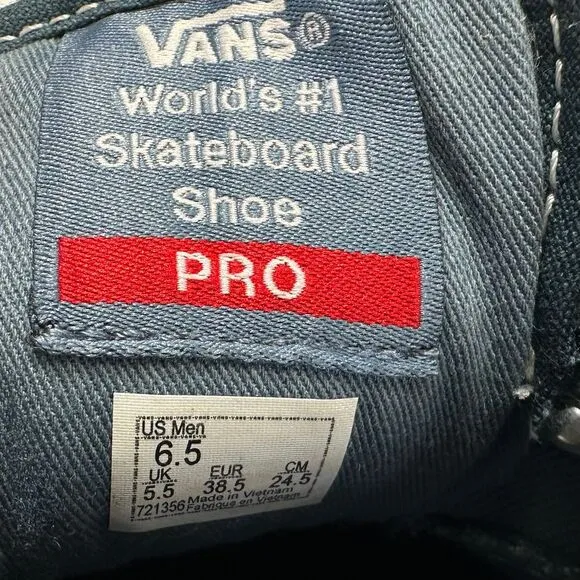 VANS®
World's #1
Skateboard
Shoe
PRO
US Men
6.5
UK EUR CM
5.5 38.5 24.5
721356 Made in Vietnam
Fabriqué en Vietnam